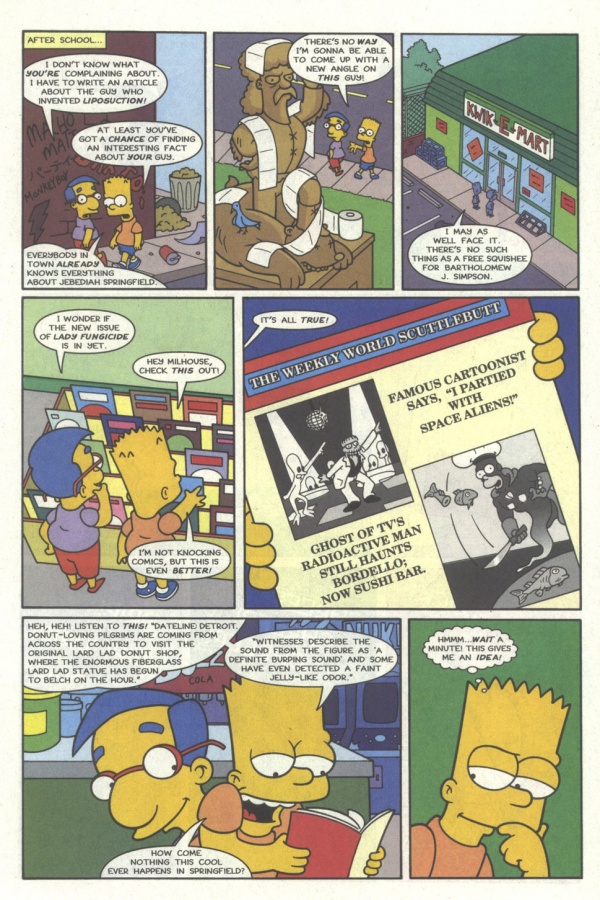 AFTER SCHOOL...
I DON'T KNOW WHAT
YOU'RE COMPLAINING ABOUT.
I HAVE TO WRITE AN ARTICLE
ABOUT THE GUY WHO
INVENTED LIPOSUCTION!
AT LEAST YOU'VE
GOT A CHANCE OF FINDING
AN INTERESTING FACT
ABOUT YOUR GUY.
EVERYBODY IN
TOWN ALREADY
KNOWS EVERYTHING
ABOUT JEBEDIAH SPRINGFIELD.
THERE'S NO WAY
I'M GONNA BE ABLE
TO COME UP WITH A
NEW ANGLE ON
THIS GUY!
KWIK-E-MART
I MAY AS
WELL FACE IT.
THERE'S NO SUCH
THING AS A FREE SQUISHEE
FOR BARTHOLOMEW
J. SIMPSON.
I WONDER IF
THE NEW ISSUE
OF LADY FUNGICIDE
IS IN YET.
HEY MILHOUSE,
CHECK THIS OUT!
I'M NOT KNOCKING
COMICS, BUT THIS IS
EVEN BETTER!
IT'S ALL TRUE!
THE WEEKLY WORLD SCUTTLEBUTT
FAMOUS CARTOONIST
SAYS, "I PARTIED
WITH
SPACE ALIENS!"
GHOST OF TV'S
RADIOACTIVE MAN
STILL HAUNTS
BORDELLO;
NOW SUSHI BAR.
HEH, HEH! LISTEN TO THIS! "DATELINE: DETROIT.
DONUT-LOVING PILGRIMS ARE COMING FROM
ACROSS THE COUNTRY TO VISIT THE
ORIGINAL LARD LAD DONUT SHOP,
WHERE THE ENORMOUS FIBERGLASS
LARD LAD STATUE HAS BEGUN
TO BELCH ON THE HOUR."
"WITNESSES DESCRIBE THE
SOUND FROM THE FIGURE AS 'A
DEFINITE BURPING SOUND' AND SOME
HAVE EVEN DETECTED A FAINT
JELLY-LIKE ODOR."
COLA
HOW COME
NOTHING THIS COOL
EVER HAPPENS IN SPRINGFIELD?
HMMM...WAIT A
MINUTE! THIS GIVES
ME AN IDEA!